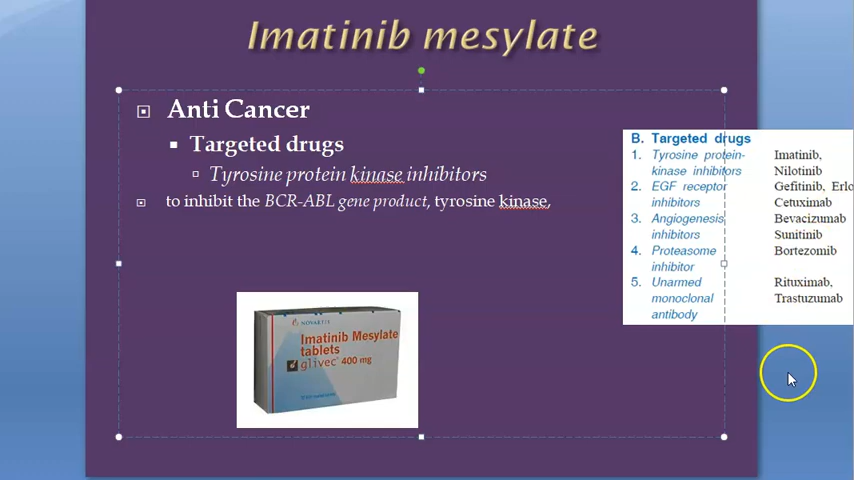 Imatinib mesylate
Anti Cancer
Targeted drugs
Tyrosine protein kinase inhibitors
to inhibit the BCR-ABL gene product, tyrosine kinase,
B. Targeted drugs
1. Tyrosine protein- Imatinib,
kinase inhibitors Nilotinib
2. EGF receptor Gefitinib, Erlo
inhibitors Cetuximab
3. Angiogenesis Bevacizumab
inhibitors Sunitinib
4. Proteasome Bortezomib
inhibitor
5. Unarmed Rituximab,
monoclonal Trastuzumab
antibody
NOVARTIS
Imatinib Mesylate
tablets
glivec 400 mg